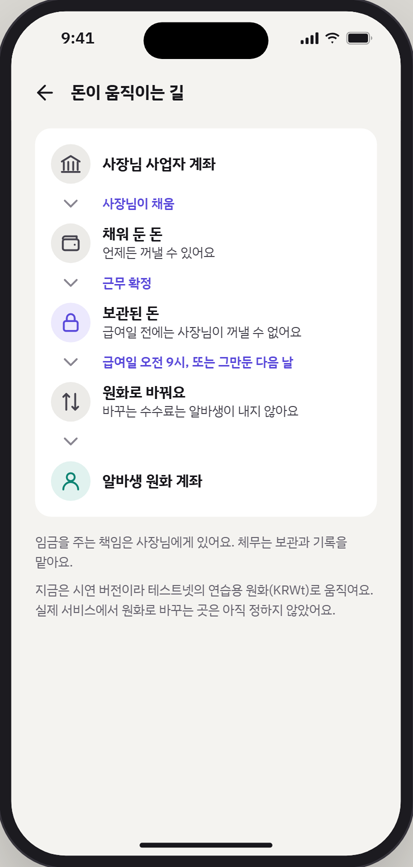 9:41
돈이 움직이는 길
사장님 사업자 계좌
사장님이 채움
채워 둔 돈
언제든 꺼낼 수 있어요
근무 확정
보관된 돈
급여일 전에는 사장님이 꺼낼 수 없어요
급여일 오전 9시, 또는 그만둔 다음 날
원화로 바꿔요
바꾸는 수수료는 알바생이 내지 않아요
알바생 원화 계좌
임금을 주는 책임은 사장님에게 있어요. 체무는 보관과 기록을
맡아요.
지금은 시연 버전이라 테스트넷의 연습용 원화(KRWt)로 움직여요.
실제 서비스에서 원화로 바꾸는 곳은 아직 정하지 않았어요.